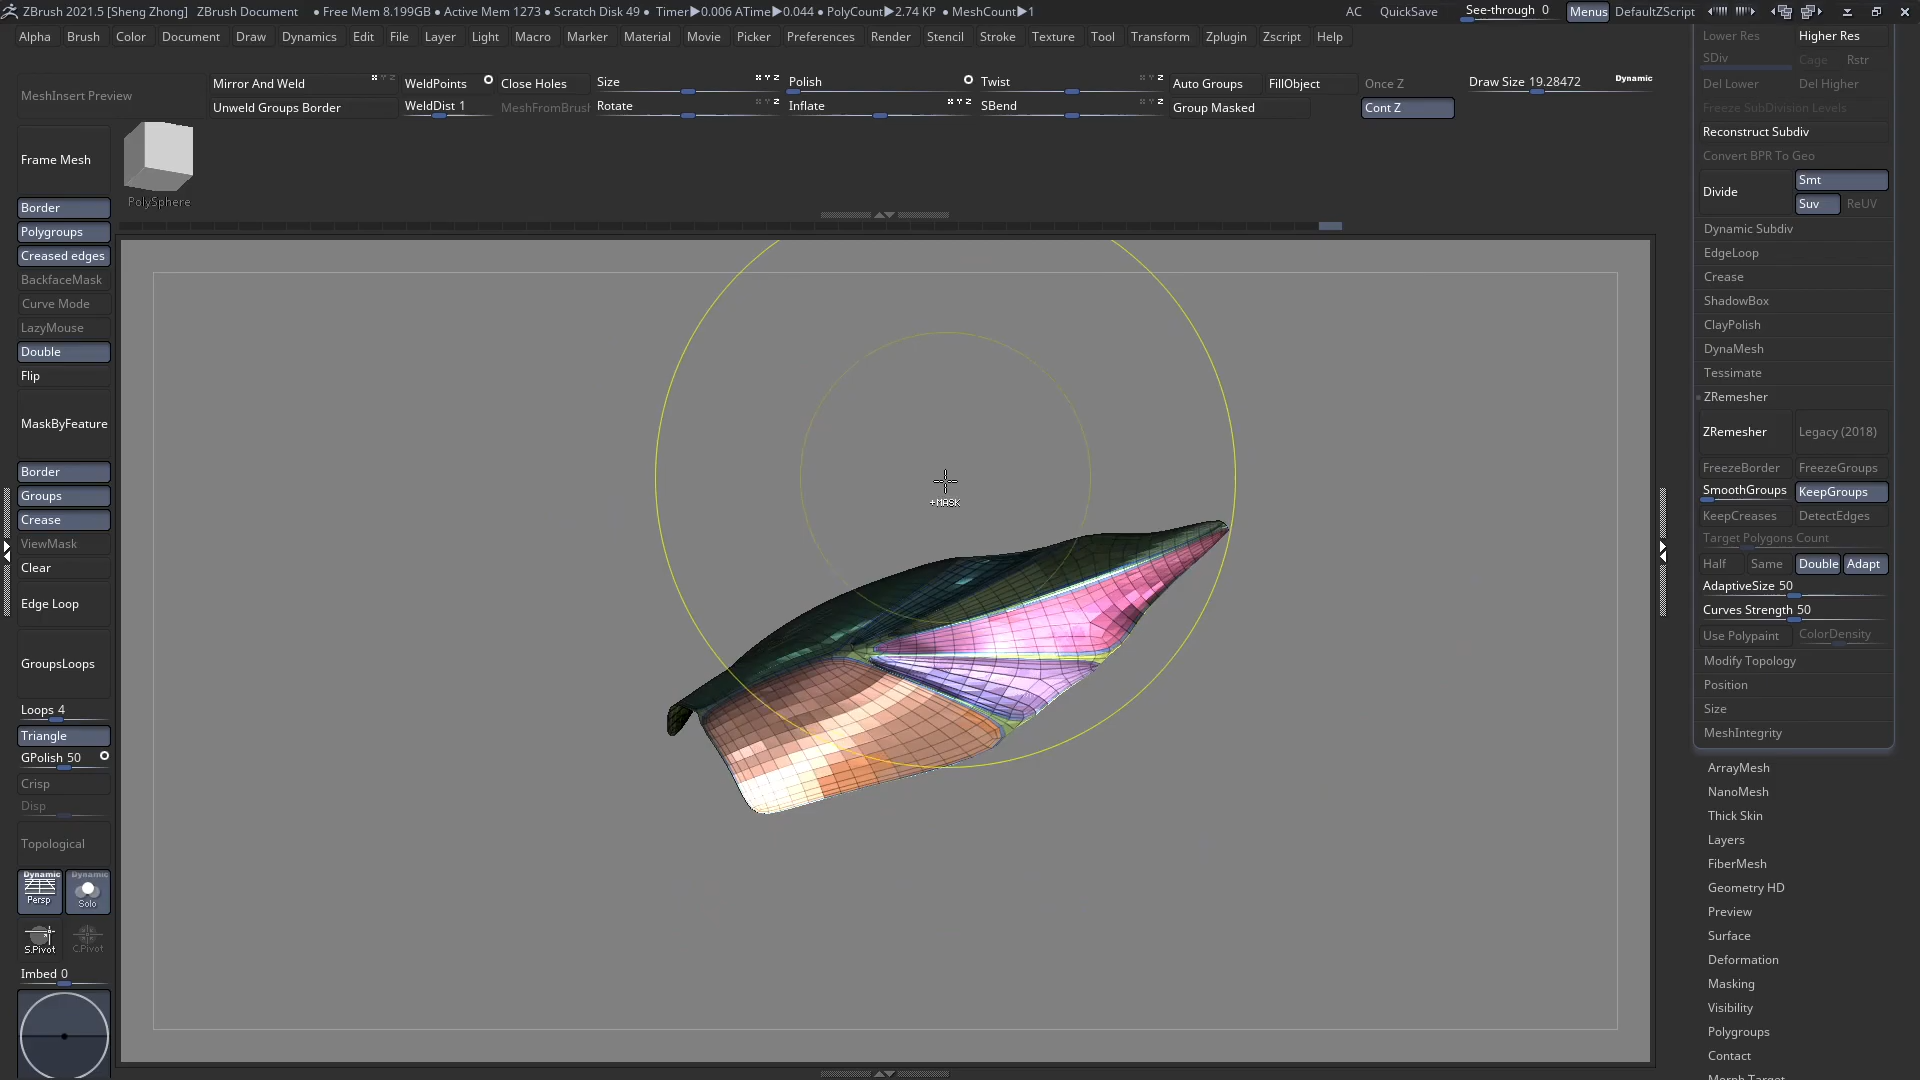 ZBrush 2021.5 [Sheng Zhong] ZBrush Document • Free Mem 8.199GB • Active Mem 1273 • Scratch Disk 49 • Timer▶0.006 ATime▶0.044 • PolyCount▶2.74 KP • MeshCount▶1 AC QuickSave See-through 0 Menus DefaultZScript
Alpha Brush Color Document Draw Dynamics Edit File Layer Light Macro Marker Material Movie Picker Preferences Render Stencil Stroke Texture Tool Transform Zplugin Zscript Help
MeshInsert Preview
Mirror And Weld WeldPoints Close Holes Size Polish Twist Auto Groups FillObject Once Z Draw Size 19.28472 Dynamic
Unweld Groups Border WeldDist 1 MeshFromBrush Rotate Inflate SBend Group Masked Cont Z
Frame Mesh
PolySphere
Border
Polygroups
Creased edges
BackfaceMask
Curve Mode
LazyMouse
Double
Flip
MaskByFeature
Border
Groups
Crease
ViewMask
Clear
Edge Loop
GroupsLoops
Loops 4
Triangle
GPolish 50
Crisp
Disp
Topological
Dynamic Dynamic
Persp Solo
S.Pivot C.Pivot
Imbed 0
+MASK
Lower Res Higher Res
SDiv Cage Rstr
Del Lower Del Higher
Freeze SubDivision Levels
Reconstruct Subdiv
Convert BPR To Geo
Divide Smt
Suv ReUV
Dynamic Subdiv
EdgeLoop
Crease
ShadowBox
ClayPolish
DynaMesh
Tessimate
ZRemesher
ZRemesher Legacy (2018)
FreezeBorder FreezeGroups
SmoothGroups KeepGroups
KeepCreases DetectEdges
Target Polygons Count
Half Same Double Adapt
AdaptiveSize 50
Curves Strength 50
Use Polypaint ColorDensity
Modify Topology
Position
Size
MeshIntegrity
ArrayMesh
NanoMesh
Thick Skin
Layers
FiberMesh
Geometry HD
Preview
Surface
Deformation
Masking
Visibility
Polygroups
Contact
Morph Target